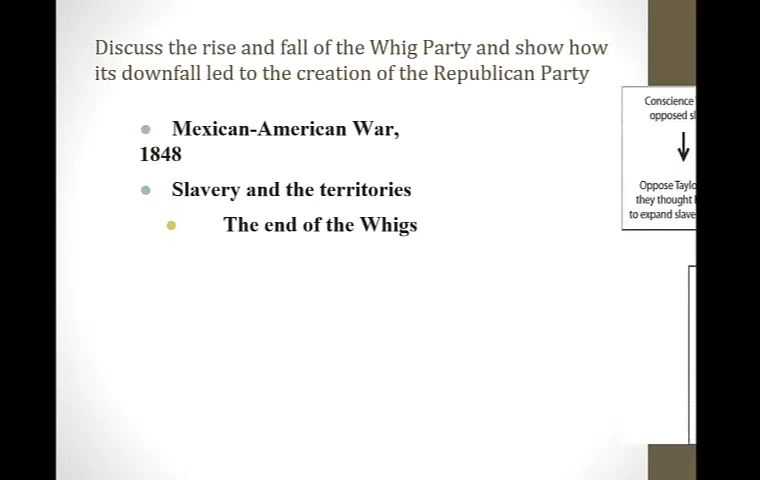 Discuss the rise and fall of the Whig Party and show how
its downfall led to the creation of the Republican Party
Mexican-American War,
1848
Slavery and the territories
The end of the Whigs
Conscience
opposed
Oppose
they thought
to expand